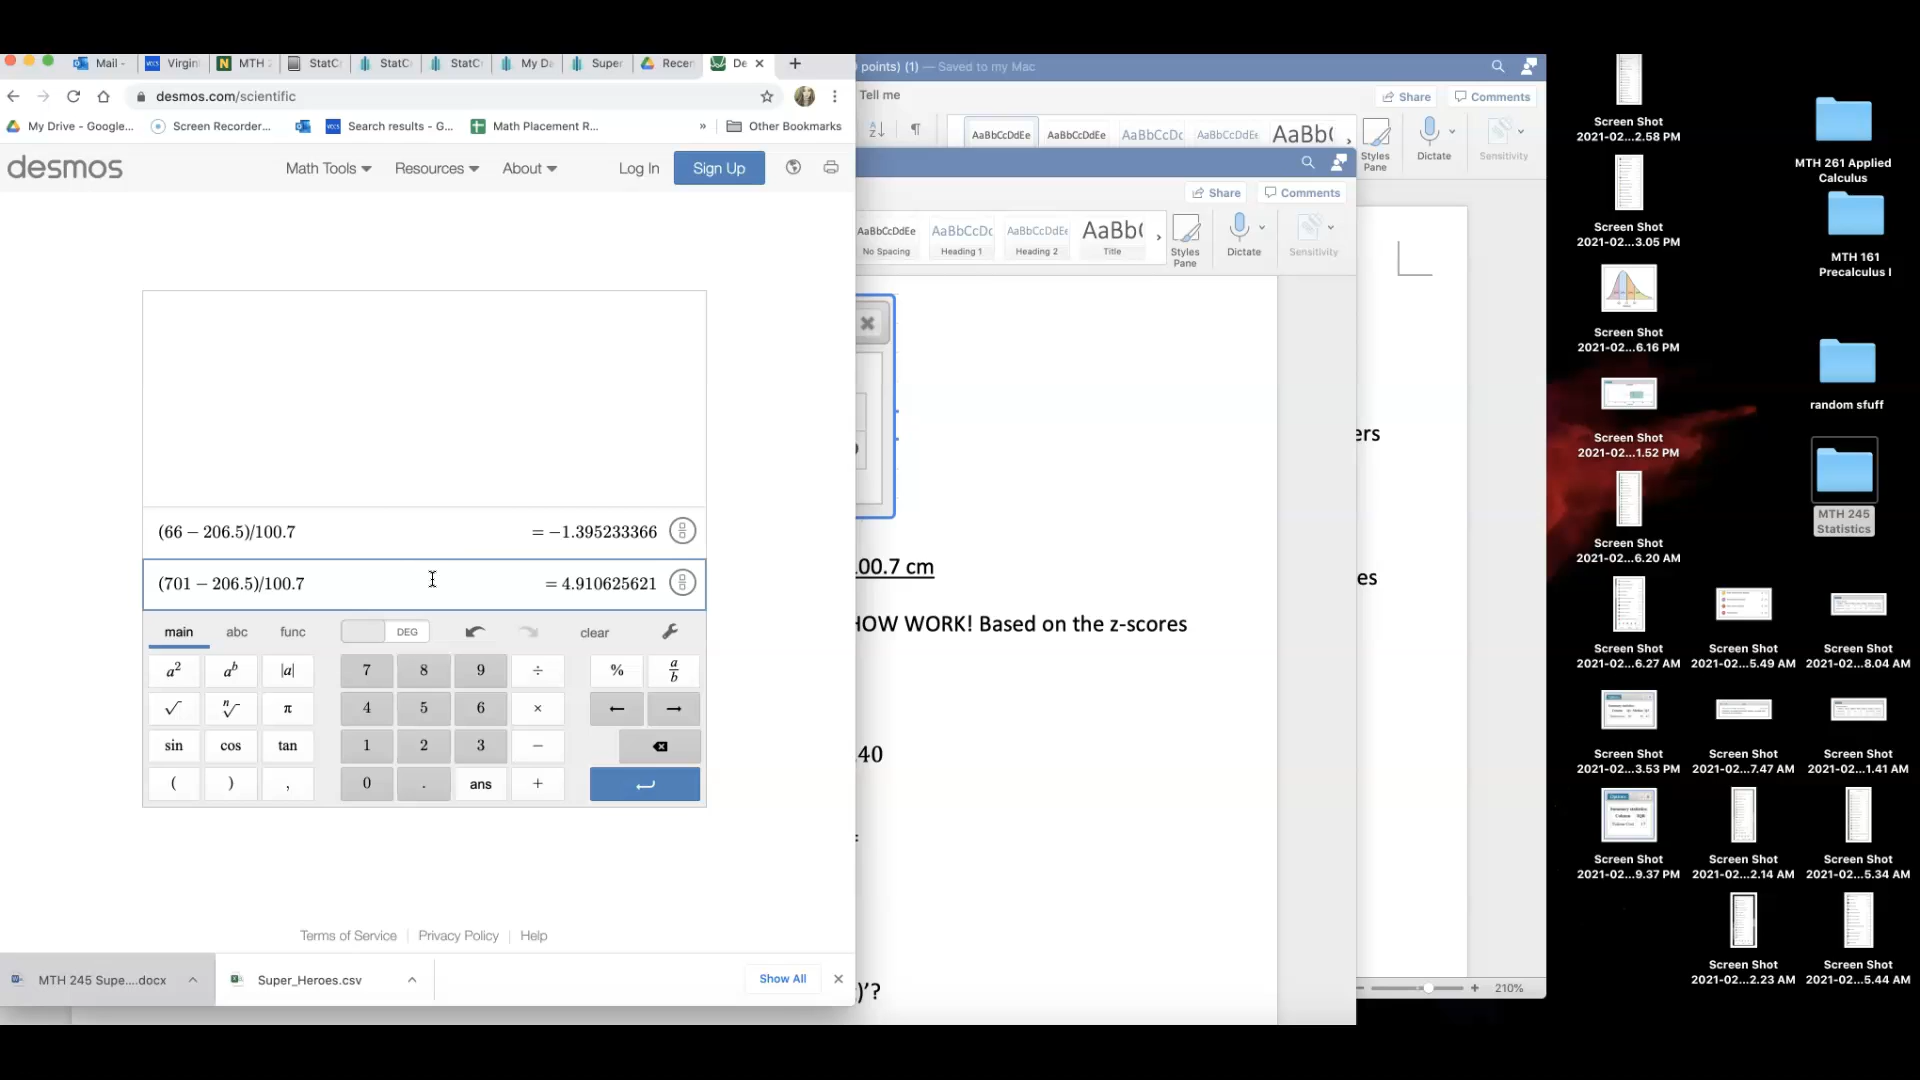 Mail -
Virgin
MTH 2
StatC
StatC
StatC
My Da
Super
Recen
De
points) (1) — Saved to my Mac
desmos.com/scientific
Tell me
Share
Comments
My Drive - Google...
Screen Recorder...
Search results - G...
Math Placement R...
»
Other Bookmarks
AaBbCcDdEe
AaBbCcDdEe
AaBbCcDc
AaBbCcDdEe
AaBb(
Styles
Pane
Dictate
Sensitivity
desmos
Math Tools
Resources
About
Log In
Sign Up
Share
Comments
AaBbCcDdEe
AaBbCcDc
AaBbCcDdEe
AaBb(
No Spacing
Heading 1
Heading 2
Title
Styles
Pane
Dictate
Sensitivity
ers
(66 − 206.5)/100.7
= −1.395233366
(701 − 206.5)/100.7
= 4.910625621
00.7 cm
es
HOW WORK! Based on the z-scores
40
)'?
main
abc
func
DEG
clear
a² aᵇ |a| 7 8 9 ÷ % a/b
√ ⁿ√ π 4 5 6 × ← →
sin cos tan 1 2 3 −
( ) , 0 . ans +
Terms of Service
Privacy Policy
Help
MTH 245 Supe....docx
Super_Heroes.csv
Show All
210%
Screen Shot
2021-02...2.58 PM
MTH 261 Applied
Calculus
Screen Shot
2021-02...3.05 PM
MTH 161
Precalculus I
Screen Shot
2021-02...6.16 PM
random sfuff
Screen Shot
2021-02...1.52 PM
MTH 245
Statistics
Screen Shot
2021-02...6.20 AM
Screen Shot
2021-02...6.27 AM
Screen Shot
2021-02...5.49 AM
Screen Shot
2021-02...8.04 AM
Screen Shot
2021-02...3.53 PM
Screen Shot
2021-02...7.47 AM
Screen Shot
2021-02...1.41 AM
Screen Shot
2021-02...9.37 PM
Screen Shot
2021-02...2.14 AM
Screen Shot
2021-02...5.34 AM
Screen Shot
2021-02...2.23 AM
Screen Shot
2021-02...5.44 AM